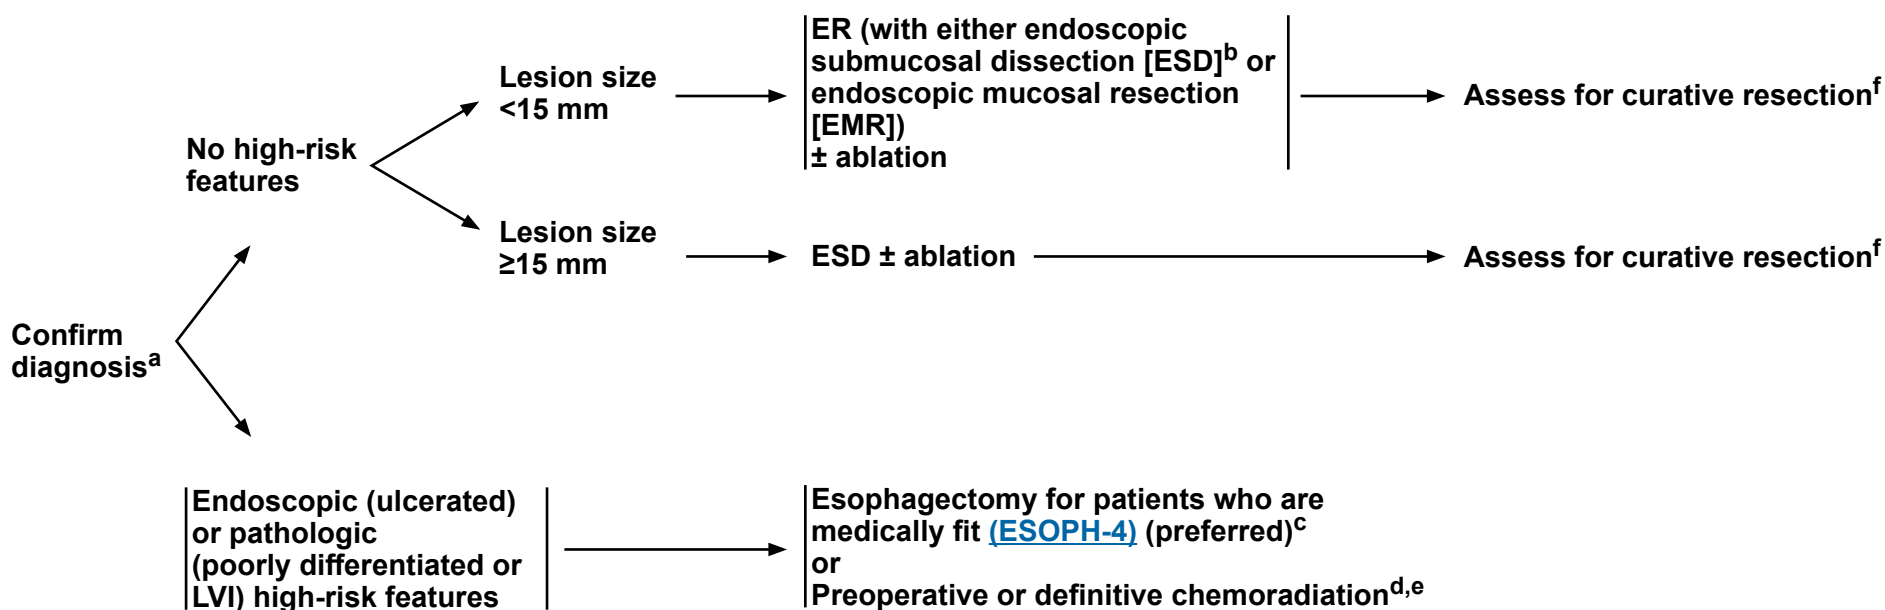 Confirm
diagnosisᵃ
No high-risk
features
Lesion size
<15 mm
ER (with either endoscopic
submucosal dissection [ESD]ᵇ or
endoscopic mucosal resection
[EMR])
± ablation
Assess for curative resectionᶠ
Lesion size
≥15 mm
ESD ± ablation
Assess for curative resectionᶠ
Endoscopic (ulcerated)
or pathologic
(poorly differentiated or
LVI) high-risk features
Esophagectomy for patients who are
medically fit (ESOPH-4) (preferred)ᶜ
or
Preoperative or definitive chemoradiationᵈ,ᵉ